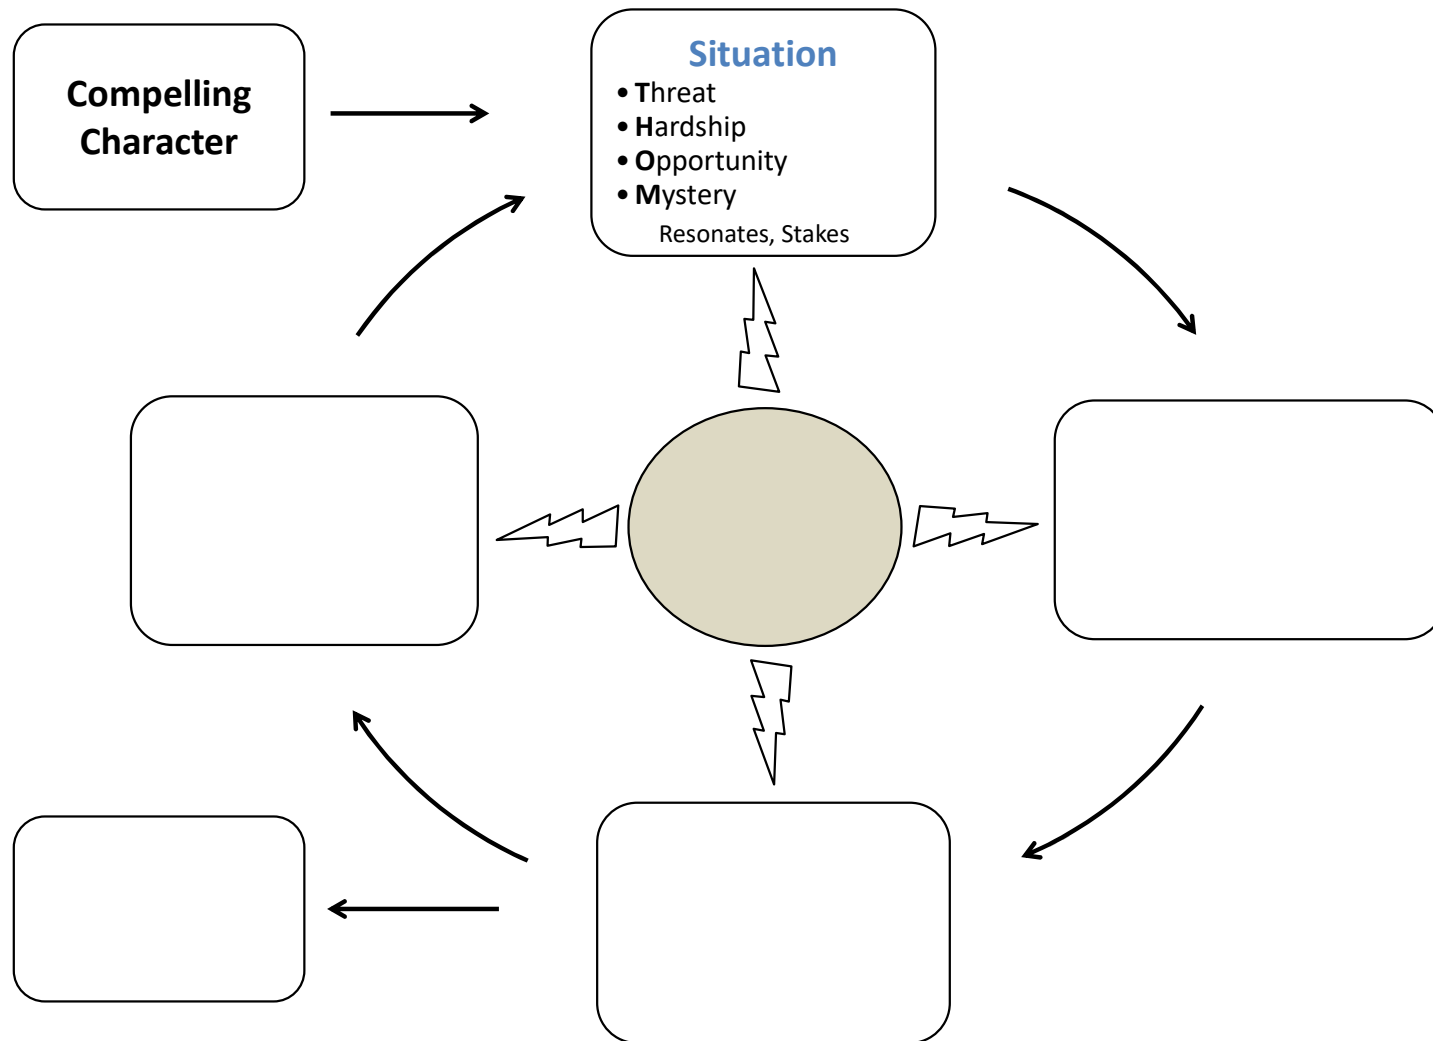 Compelling
Character
Situation
• Threat
• Hardship
• Opportunity
• Mystery
Resonates, Stakes